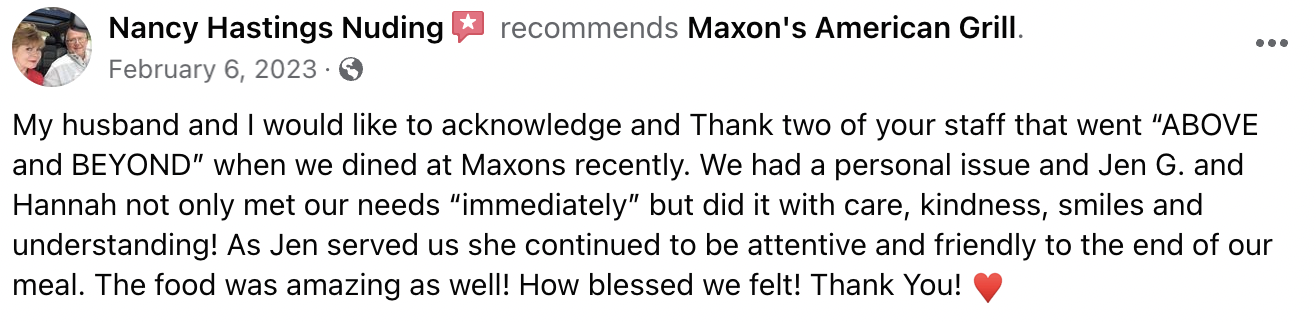 Nancy Hastings Nuding recommends Maxon's American Grill.
February 6, 2023 ·
My husband and I would like to acknowledge and Thank two of your staff that went “ABOVE
and BEYOND” when we dined at Maxons recently. We had a personal issue and Jen G. and
Hannah not only met our needs “immediately” but did it with care, kindness, smiles and
understanding! As Jen served us she continued to be attentive and friendly to the end of our
meal. The food was amazing as well! How blessed we felt! Thank You! ♥️